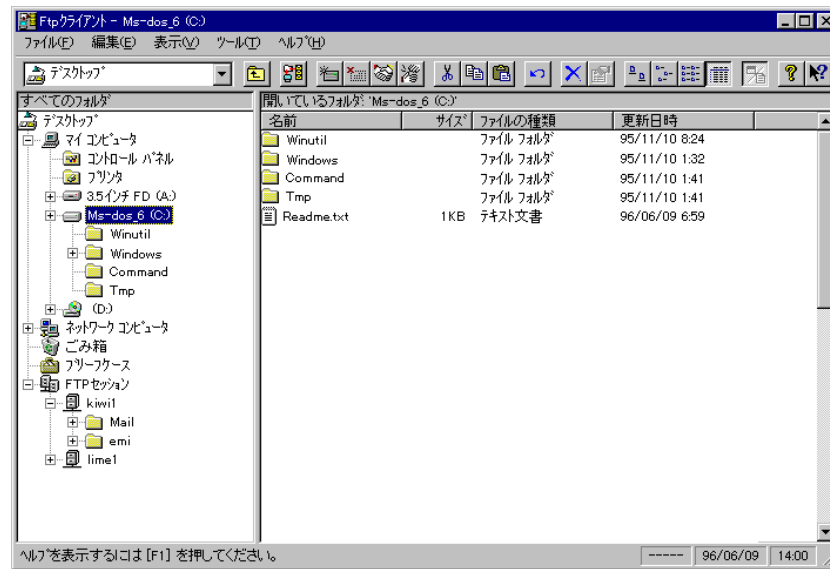 Ftpｸﾗｲｱﾝﾄ - Ms-dos_6 (C:)
ﾌｧｲﾙ(F) 編集(E) 表示(V) ﾂｰﾙ(T) ﾍﾙﾌﾟ(H)
ﾃﾞｽｸﾄｯﾌﾟ
すべてのﾌｫﾙﾀﾞ
開いているﾌｫﾙﾀﾞ: 'Ms-dos_6 (C:)'
ﾃﾞｽｸﾄｯﾌﾟ
ﾏｲ ｺﾝﾋﾟｭｰﾀ
ｺﾝﾄﾛｰﾙ ﾊﾟﾈﾙ
ﾌﾟﾘﾝﾀ
3.5ｲﾝﾁ FD (A:)
Ms-dos_6 (C:)
Winutil
Windows
Command
Tmp
(D:)
ﾈｯﾄﾜｰｸ ｺﾝﾋﾟｭｰﾀ
ごみ箱
ﾌﾞﾘｰﾌｹｰｽ
FTPｾｯｼｮﾝ
kiwi1
Mail
emi
lime1
名前 ｻｲｽﾞ ﾌｧｲﾙの種類 更新日時
Winutil ﾌｧｲﾙ ﾌｫﾙﾀﾞ 95/11/10 8:24
Windows ﾌｧｲﾙ ﾌｫﾙﾀﾞ 95/11/10 1:32
Command ﾌｧｲﾙ ﾌｫﾙﾀﾞ 95/11/10 1:41
Tmp ﾌｧｲﾙ ﾌｫﾙﾀﾞ 95/11/10 1:41
Readme.txt 1KB ﾃｷｽﾄ文書 96/06/09 6:59
ﾍﾙﾌﾟを表示するには [F1] を押してください。
----- 96/06/09 14:00